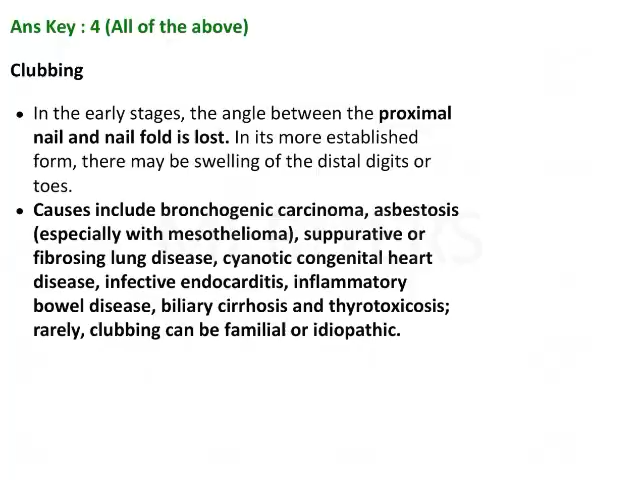 Ans Key : 4 (All of the above)
Clubbing
• In the early stages, the angle between the proximal
nail and nail fold is lost. In its more established
form, there may be swelling of the distal digits or
toes.
• Causes include bronchogenic carcinoma, asbestosis
(especially with mesothelioma), suppurative or
fibrosing lung disease, cyanotic congenital heart
disease, infective endocarditis, inflammatory
bowel disease, biliary cirrhosis and thyrotoxicosis;
rarely, clubbing can be familial or idiopathic.